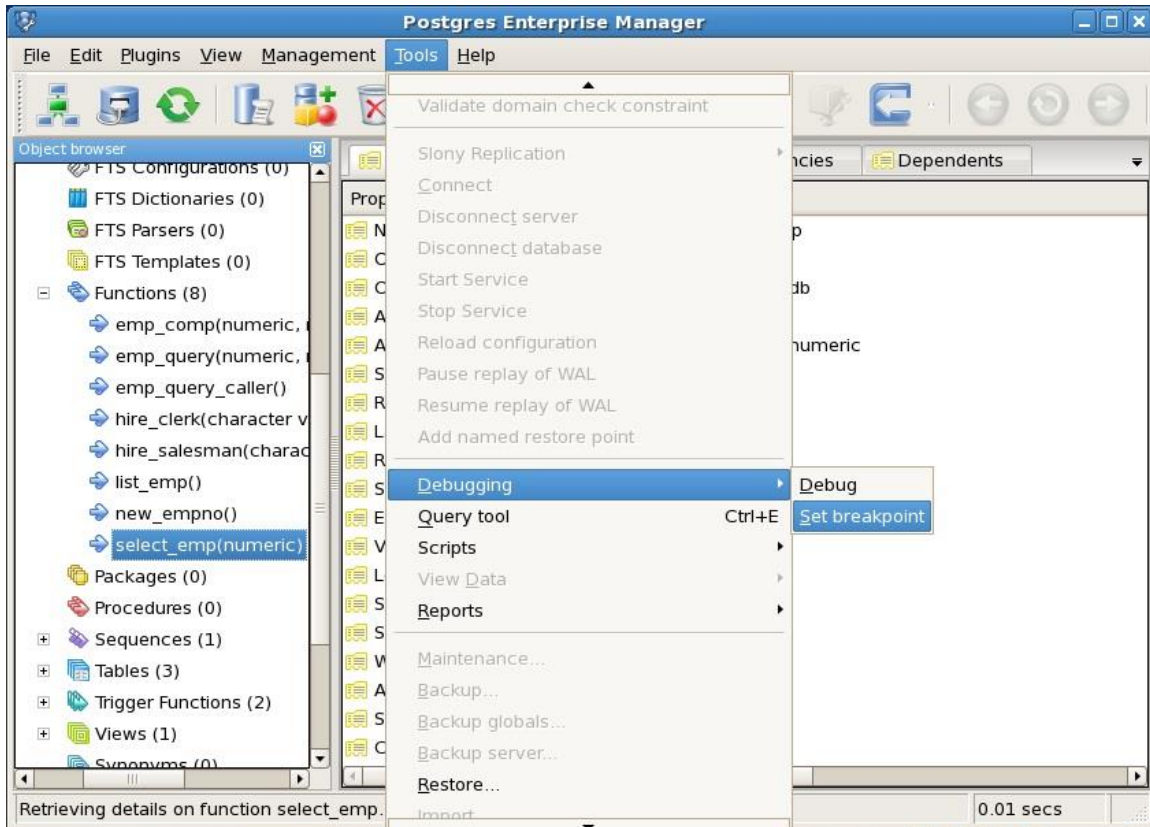 Postgres Enterprise Manager
File Edit Plugins View Management Tools Help
Object browser
FTS Configurations (0)
FTS Dictionaries (0)
FTS Parsers (0)
FTS Templates (0)
Functions (8)
emp_comp(numeric,
emp_query(numeric,
emp_query_caller()
hire_clerk(character v
hire_salesman(charac
list_emp()
new_empno()
select_emp(numeric)
Packages (0)
Procedures (0)
Sequences (1)
Tables (3)
Trigger Functions (2)
Views (1)
Synonyms (0)
Validate domain check constraint
Slony Replication
Connect
Disconnect server
Disconnect database
Start Service
Stop Service
Reload configuration
Pause replay of WAL
Resume replay of WAL
Add named restore point
Debugging
Query tool Ctrl+E
Scripts
View Data
Reports
Maintenance...
Backup...
Backup globals...
Backup server...
Restore...
Import
Debug
Set breakpoint
ncies Dependents
Prop
N
O
C
A
A
S
R
L
R
S
E
V
L
S
S
W
A
S
C
p
db
numeric
Retrieving details on function select_emp.
0.01 secs